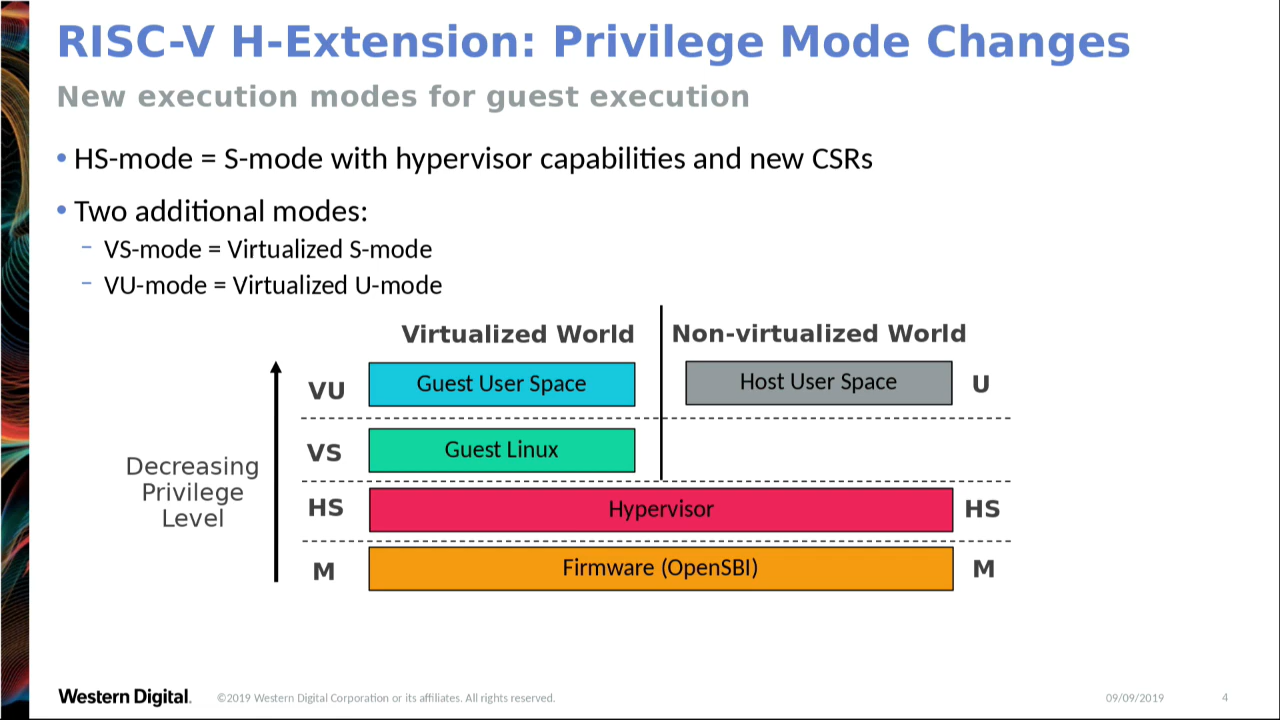 RISC-V H-Extension: Privilege Mode Changes
New execution modes for guest execution
• HS-mode = S-mode with hypervisor capabilities and new CSRs
• Two additional modes:
– VS-mode = Virtualized S-mode
– VU-mode = Virtualized U-mode
Virtualized World
Non-virtualized World
VU
Guest User Space
Host User Space
U
VS
Guest Linux
Decreasing
Privilege
Level
HS
Hypervisor
HS
M
Firmware (OpenSBI)
M
Western Digital.
©2019 Western Digital Corporation or its affiliates. All rights reserved.
09/09/2019
4